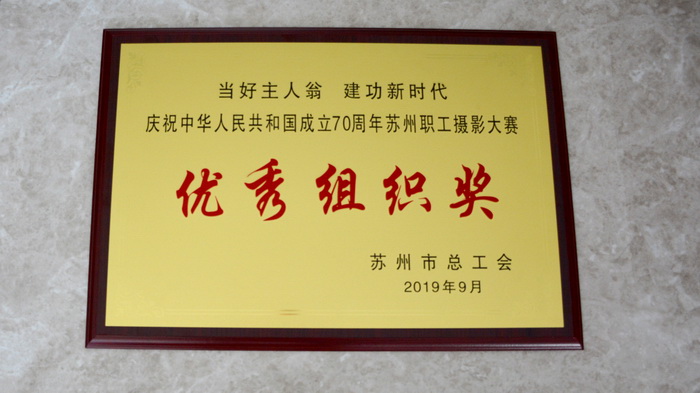 当好主人翁 建功新时代
庆祝中华人民共和国成立70周年苏州职工摄影大赛
优秀组织奖
苏州市总工会
2019年9月